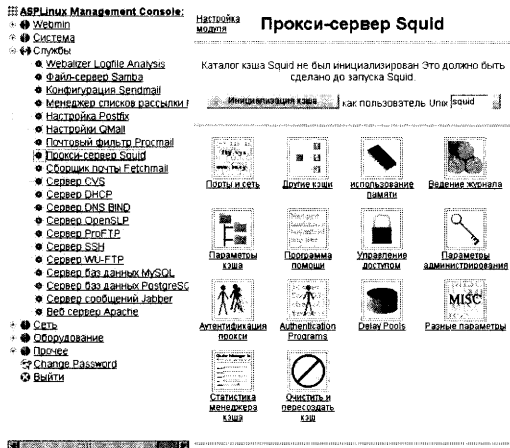 ASPLinux Management Console:
Webmin
Система
Службы
Webalizer Logfile Analysis
Файл-сервер Samba
Конфигурация Sendmail
Менеджер списков рассылки
Настройка Postfix
Настройки QMail
Почтовый фильтр Procmail
Прокси-сервер Squid
Сборщик почты Fetchmail
Сервер CVS
Сервер DHCP
Сервер DNS BIND
Сервер OpenSLP
Сервер ProFTP
Сервер SSH
Сервер WU-FTP
Сервер баз данных MySQL
Сервер баз данных PostgreSC
Сервер сообщений Jabber
Веб сервер Apache
Сеть
Оборудование
Прочее
Change Password
Выйти
Настройка
модуля
Прокси-сервер Squid
Каталог кэша Squid не был инициализирован Это должно быть
сделано до запуска Squid.
Инициализация кэша как пользователь Unix squid
Порты и сеть
Другие кэши
использование
памяти
Ведение журнала
Параметры
кэша
Программа
помощи
Управление
доступом
Параметры
администрирования
MISC
Аутентификация
прокси
Authentication
Programs
Delay Pools
Разные параметры
Статистика
менеджера
кэша
Очистить и
пересоздать
кэш